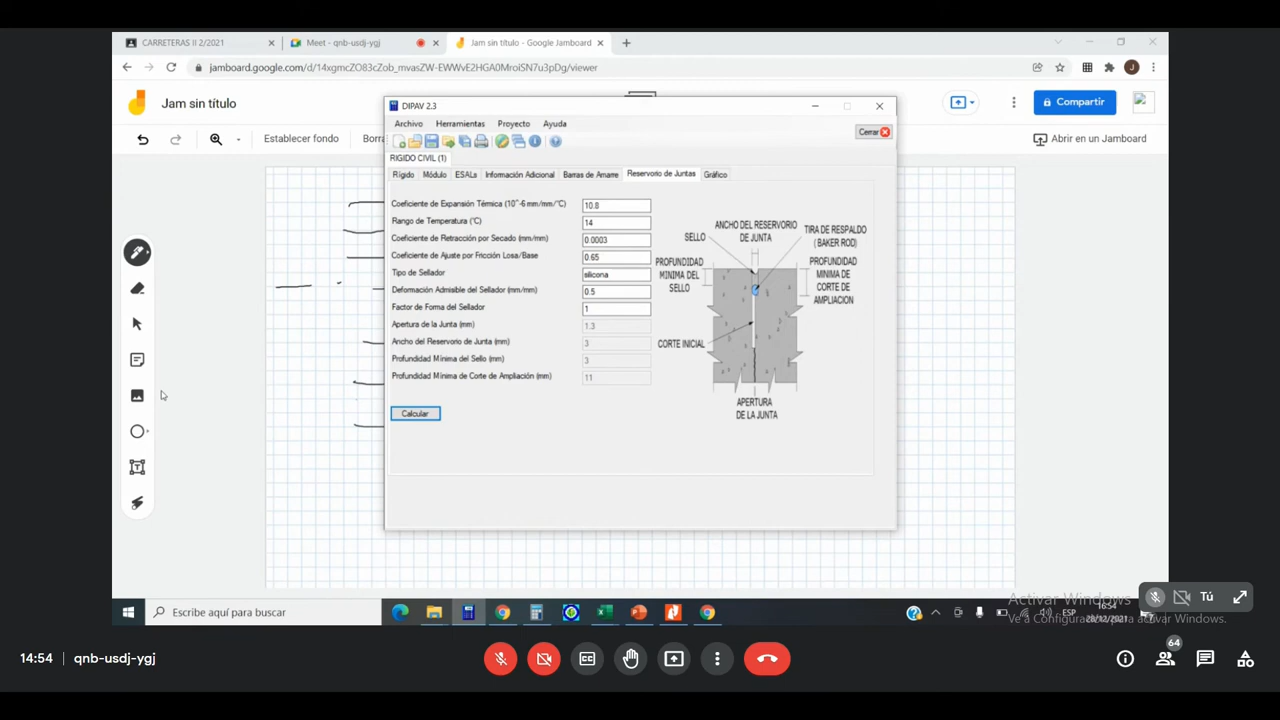 CARRETERAS II 2/2021
Meet - qnb-usdj-ygj
Jam sin título - Google Jamboard
jamboard.google.com/d/14xgmcZO83cZob_mvasZW-EWWvE2HGA0MroiSN7u3pDg/viewer
J
Jam sin título
Compartir
Establecer fondo
Borra
Abrir en un Jamboard
DIPAV 2.3
Archivo Herramientas Proyecto Ayuda
Cerrar
RIGIDO CIVIL (1)
Rígido Módulo ESALs Información Adicional Barras de Amarre Reservorio de Juntas Gráfico
Coeficiente de Expansión Térmica (10^-6 mm/mm/°C) 10.8
Rango de Temperatura (°C) 14
Coeficiente de Retracción por Secado (mm/mm) 0.0003
Coeficiente de Ajuste por Fricción Losa/Base 0.65
Tipo de Sellador silicona
Deformación Admisible del Sellador (mm/mm) 0.5
Factor de Forma del Sellador 1
Apertura de la Junta (mm) 1.3
Ancho del Reservorio de Junta (mm) 3
Profundidad Mínima del Sello (mm) 3
Profundidad Mínima de Corte de Ampliación (mm) 11
Calcular
ANCHO DEL RESERVORIO
DE JUNTA
SELLO
TIRA DE RESPALDO
( BAKER ROD)
PROFUNDIDAD
MINIMA DEL
SELLO
PROFUNDIDAD
MINIMA DE
CORTE DE
AMPLIACION
CORTE INICIAL
APERTURA
DE LA JUNTA
Activar Windows
Ve a Configuración para activar Windows.
Tú
Escribe aquí para buscar
ESP
16:54
28/12/2021
14:54 | qnb-usdj-ygj
64